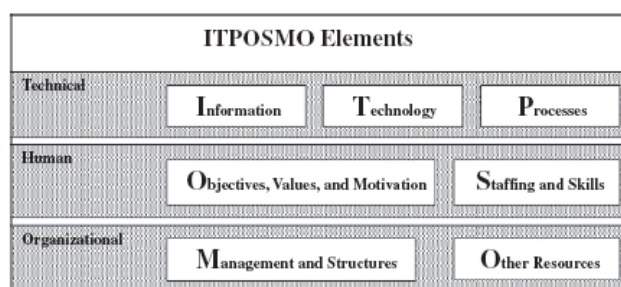 ITPOSMO Elements
Technical
Information Technology Processes
Human
Objectives, Values, and Motivation Staffing and Skills
Organizational
Management and Structures Other Resources